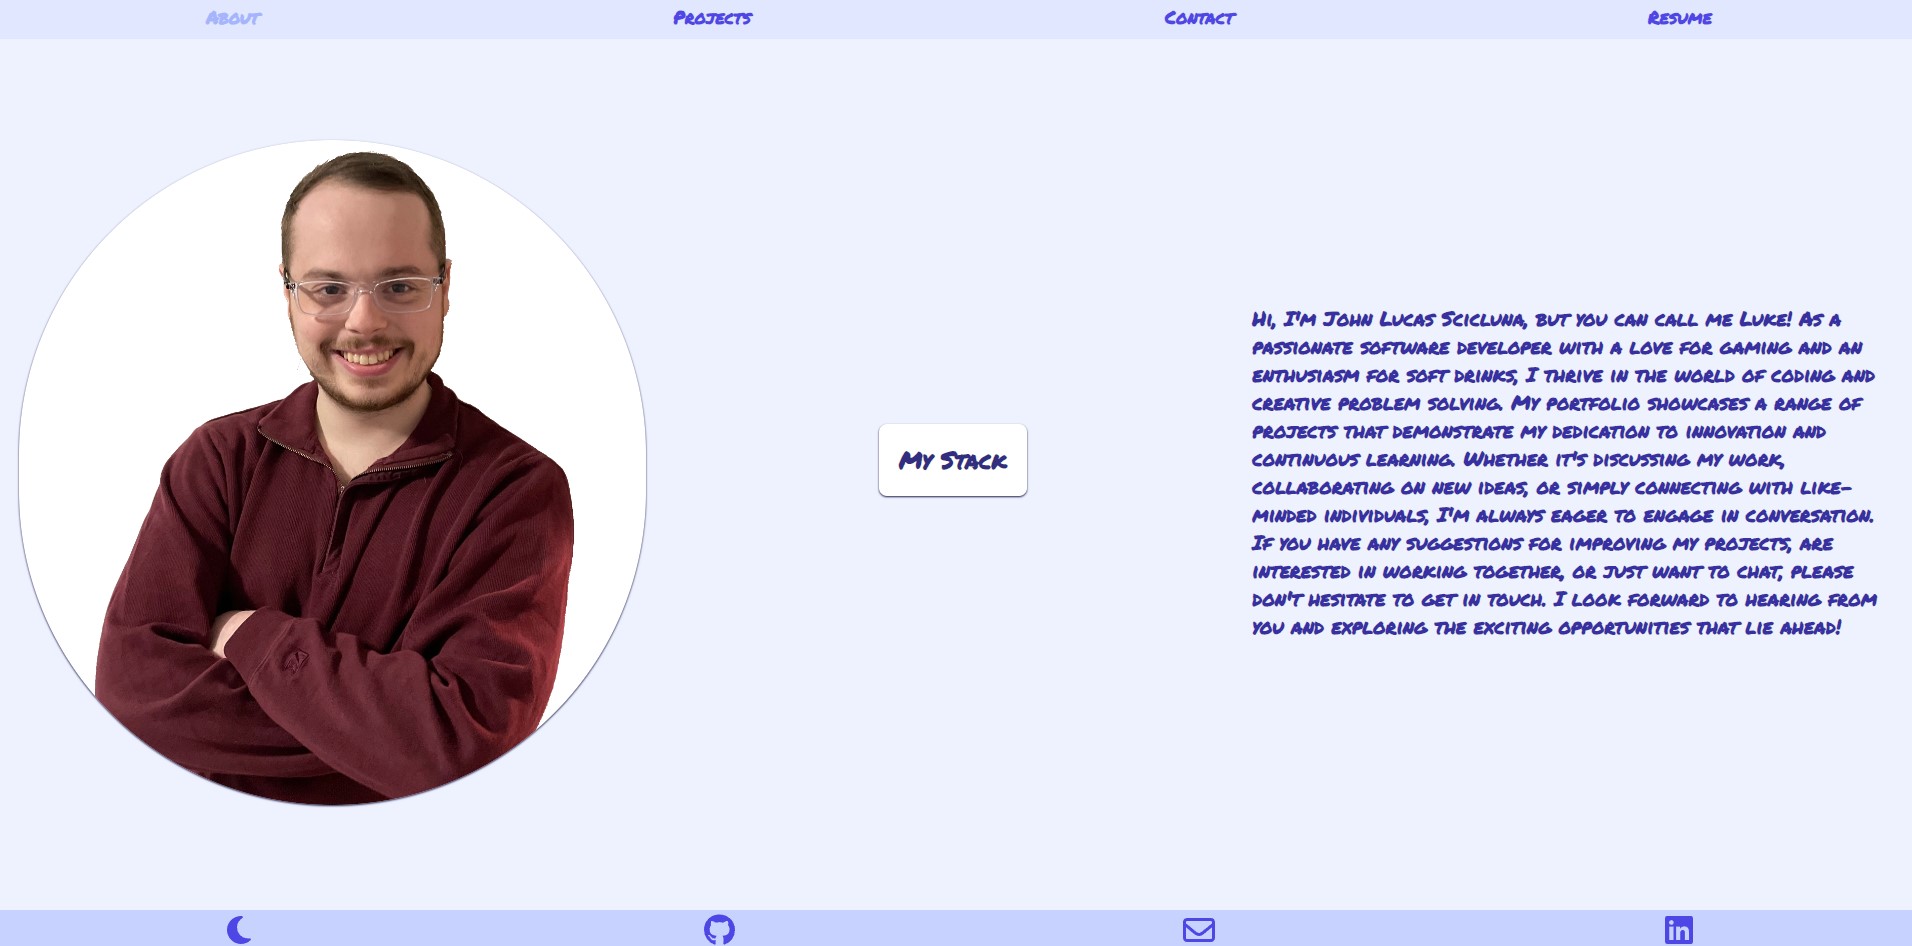 About
Projects
Contact
Resume
My Stack
Hi, I'm John Lucas Scicluna, but you can call me Luke! As a
passionate software developer with a love for gaming and an
enthusiasm for soft drinks, I thrive in the world of coding and
creative problem solving. My portfolio showcases a range of
projects that demonstrate my dedication to innovation and
continuous learning. Whether it's discussing my work,
collaborating on new ideas, or simply connecting with like-
minded individuals, I'm always eager to engage in conversation.
If you have any suggestions for improving my projects, are
interested in working together, or just want to chat, please
don't hesitate to get in touch. I look forward to hearing from
you and exploring the exciting opportunities that lie ahead!
in